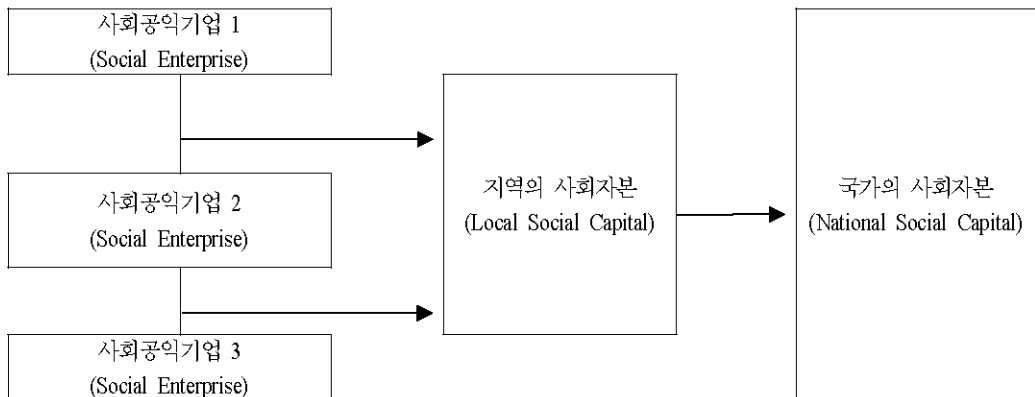 사회공익기업 1
(Social Enterprise)
사회공익기업 2
(Social Enterprise)
사회공익기업 3
(Social Enterprise)
지역의 사회자본
(Local Social Capital)
국가의 사회자본
(National Social Capital)